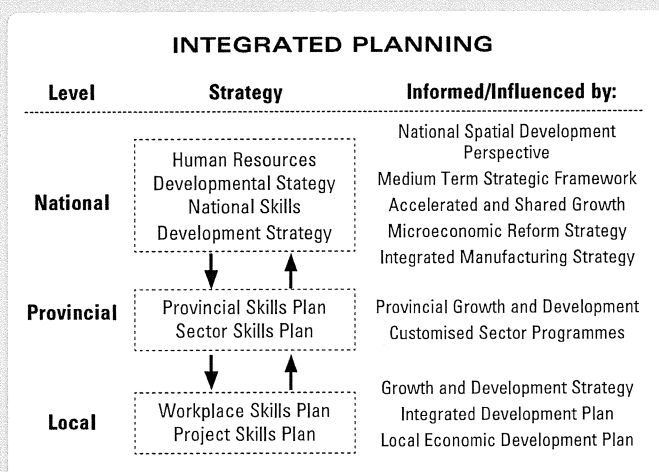 INTEGRATED PLANNING
Level Strategy Informed/Influenced by:
National
Human Resources
Developmental Stategy
National Skills
Development Strategy
National Spatial Development
Perspective
Medium Term Strategic Framework
Accelerated and Shared Growth
Microeconomic Reform Strategy
Integrated Manufacturing Strategy
Provincial
Provincial Skills Plan
Sector Skills Plan
Provincial Growth and Development
Customised Sector Programmes
Local
Workplace Skills Plan
Project Skills Plan
Growth and Development Strategy
Integrated Development Plan
Local Economic Development Plan